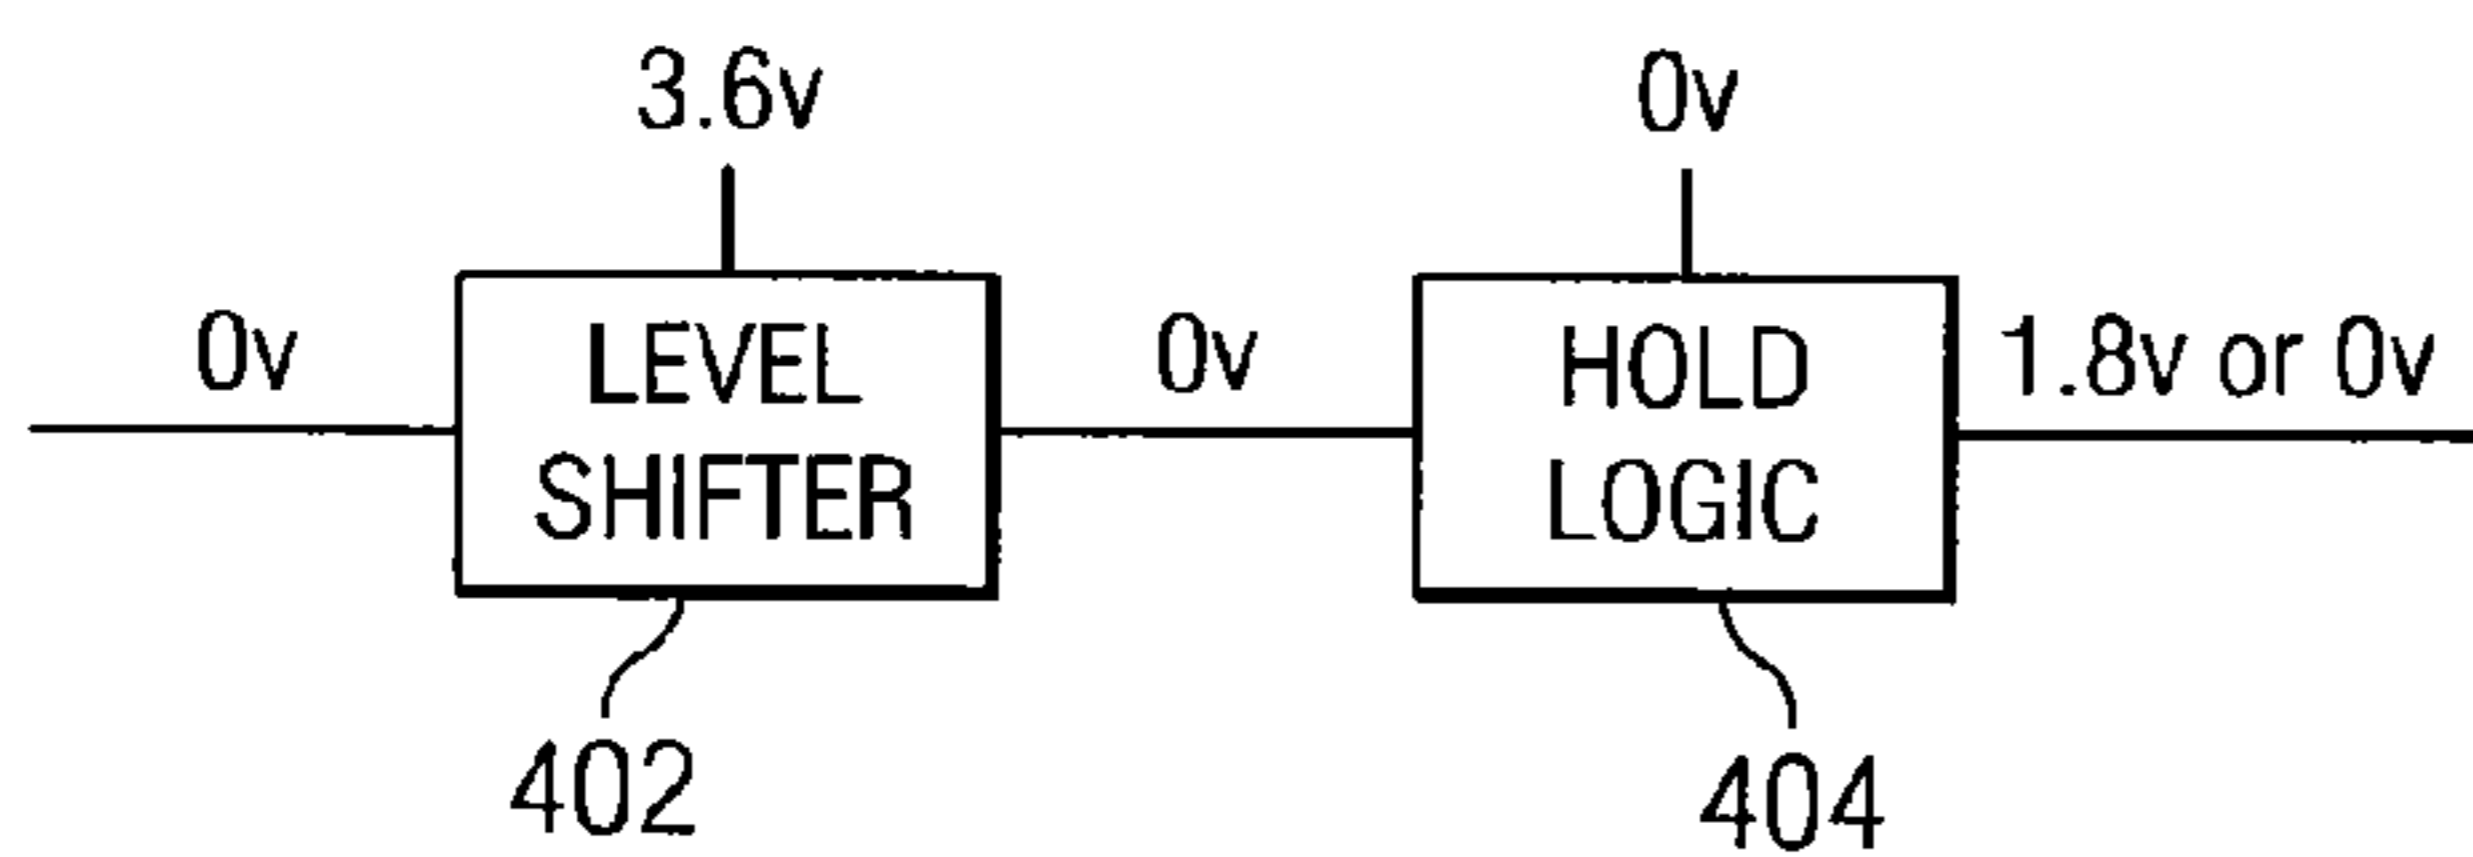 3.6v
0v
0v
LEVEL
SHIFTER
0v
HOLD
LOGIC
1.8v or 0v
402
404